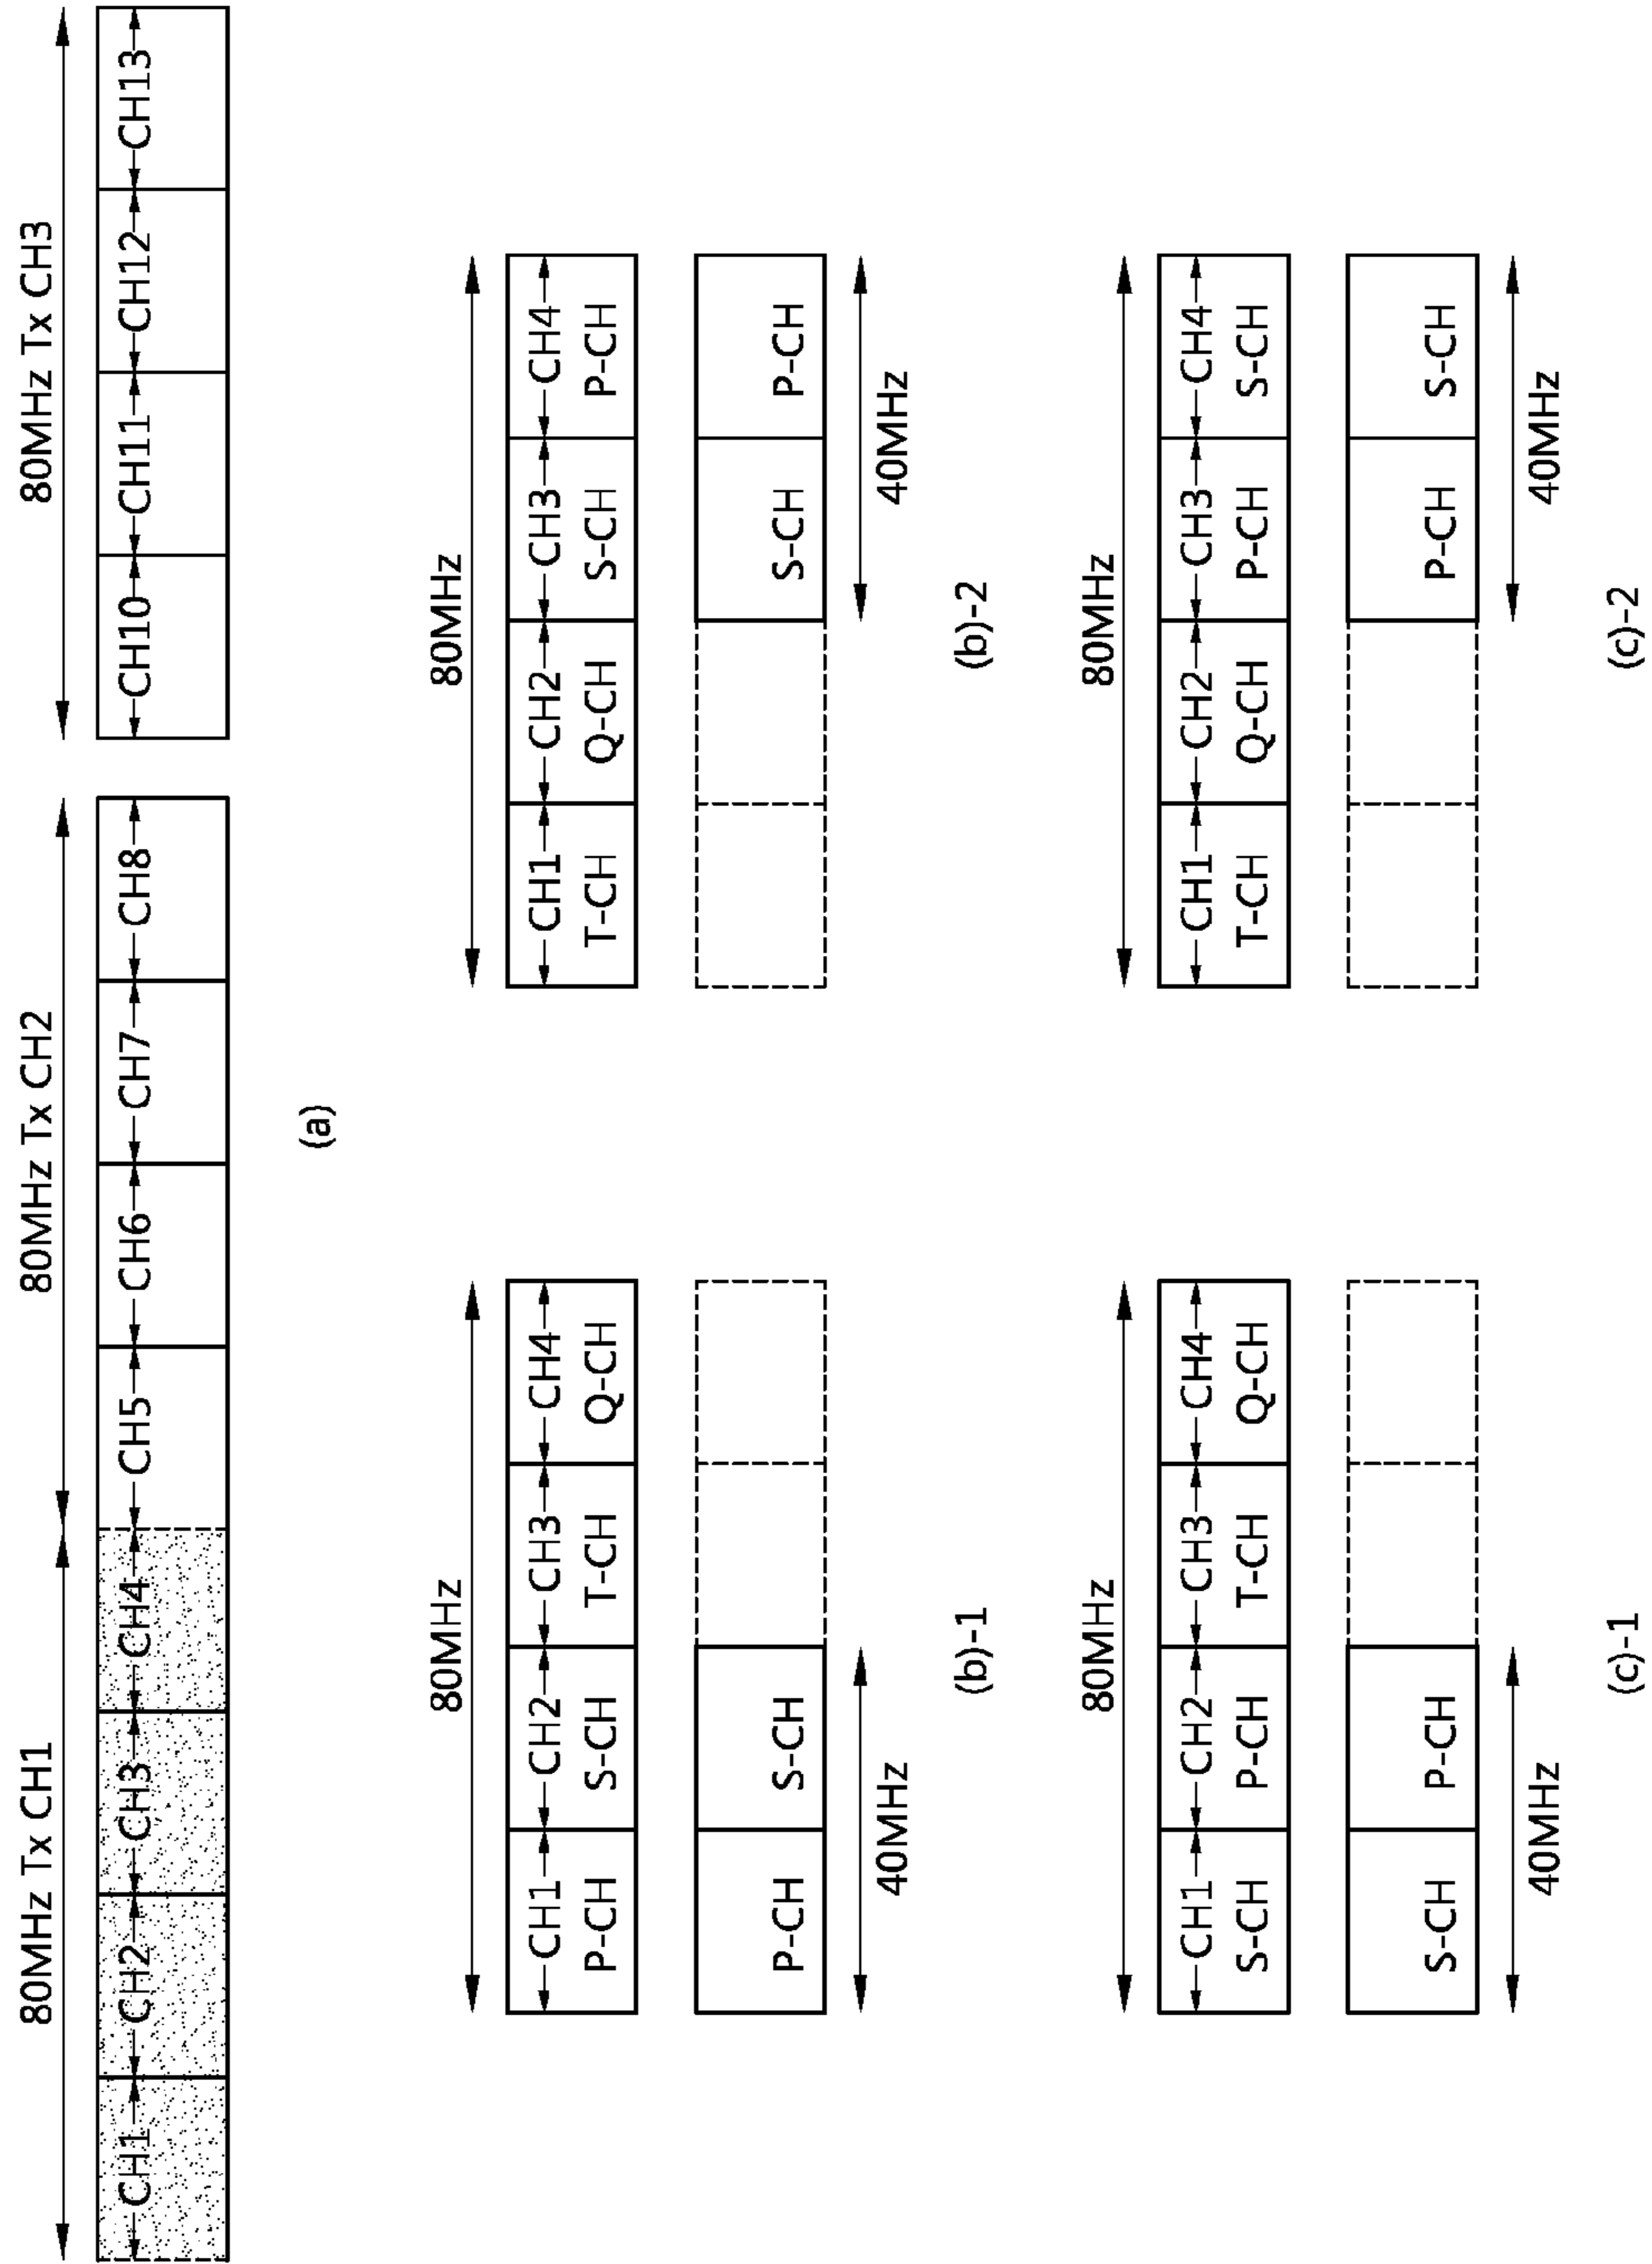 80MHz Tx CH1 80MHz Tx CH2 80MHz Tx CH3
CH1 CH2 CH3 CH4 CH5 CH6 CH7 CH8 CH10 CH11 CH12 CH13
(a)
80MHz 80MHz
CH1 CH2 CH3 CH4 CH1 CH2 CH3 CH4
P-CH S-CH T-CH Q-CH T-CH Q-CH S-CH P-CH
P-CH S-CH S-CH P-CH
40MHz 40MHz
(b)-1 (b)-2
80MHz 80MHz
CH1 CH2 CH3 CH4 CH1 CH2 CH3 CH4
S-CH P-CH T-CH Q-CH T-CH Q-CH P-CH S-CH
S-CH P-CH P-CH S-CH
40MHz 40MHz
(c)-1 (c)-2